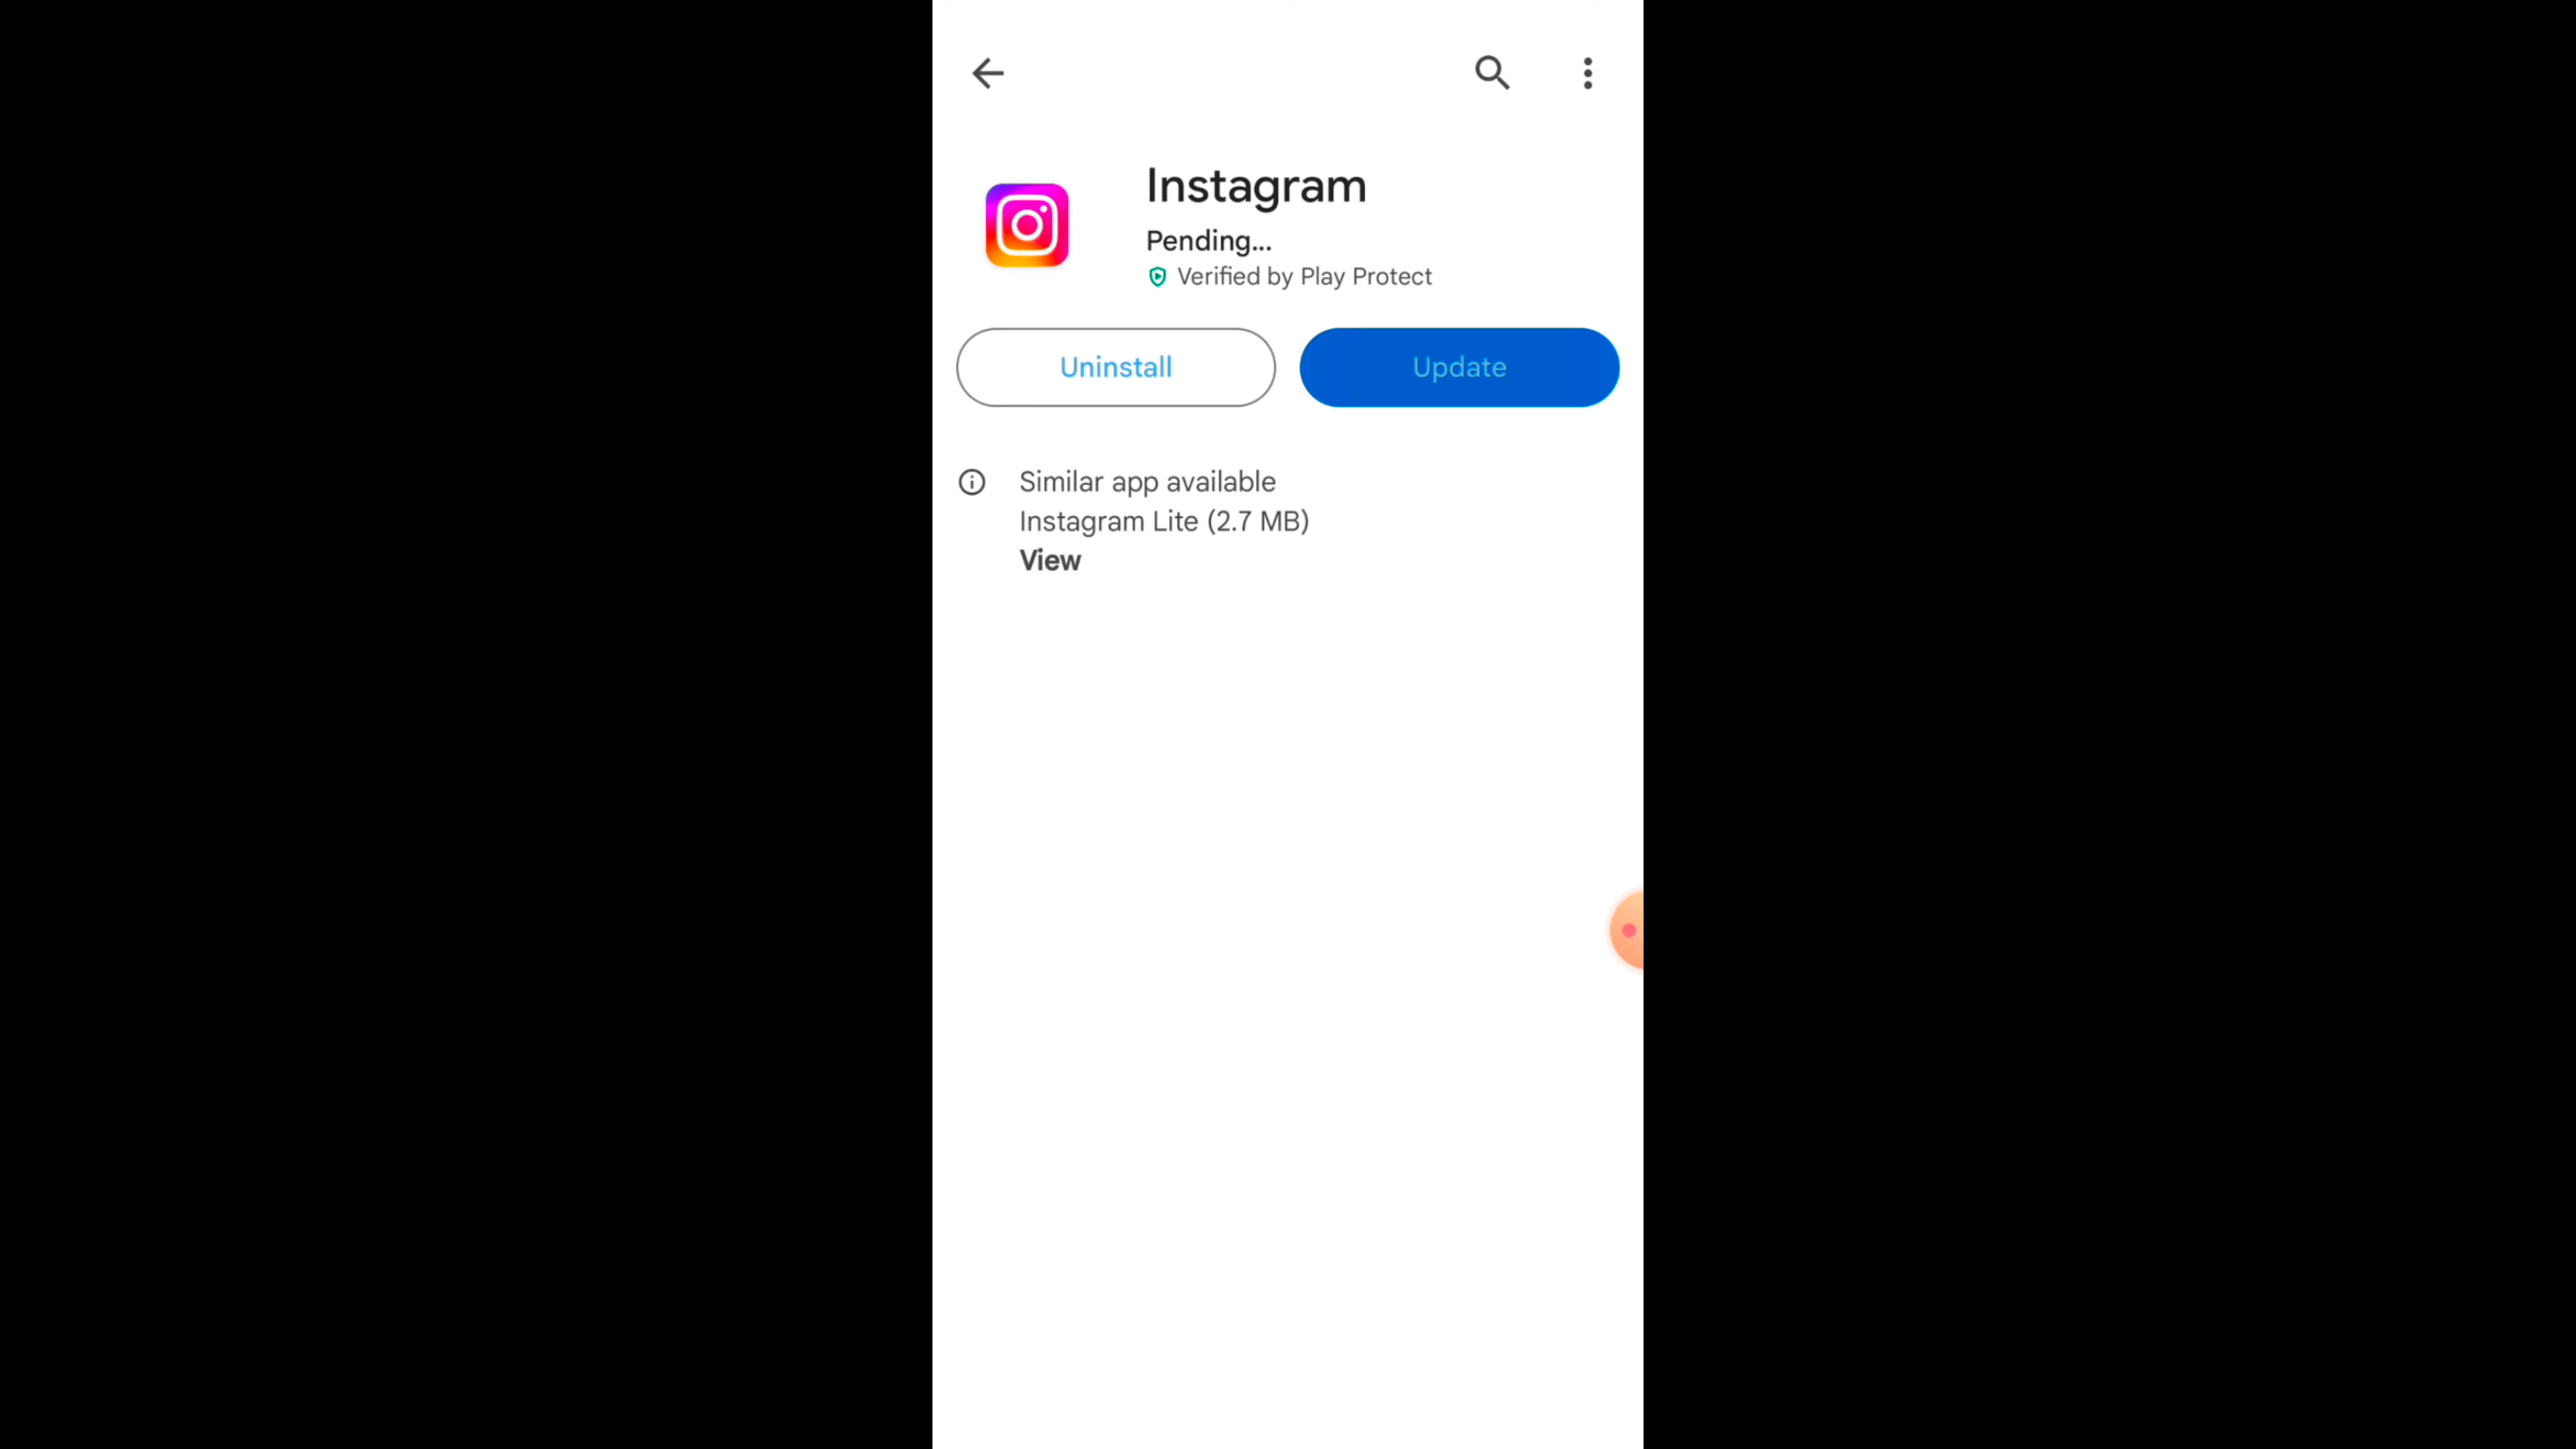 Instagram
Pending...
Verified by Play Protect
Uninstall
Update
Similar app available
Instagram Lite (2.7 MB)
View